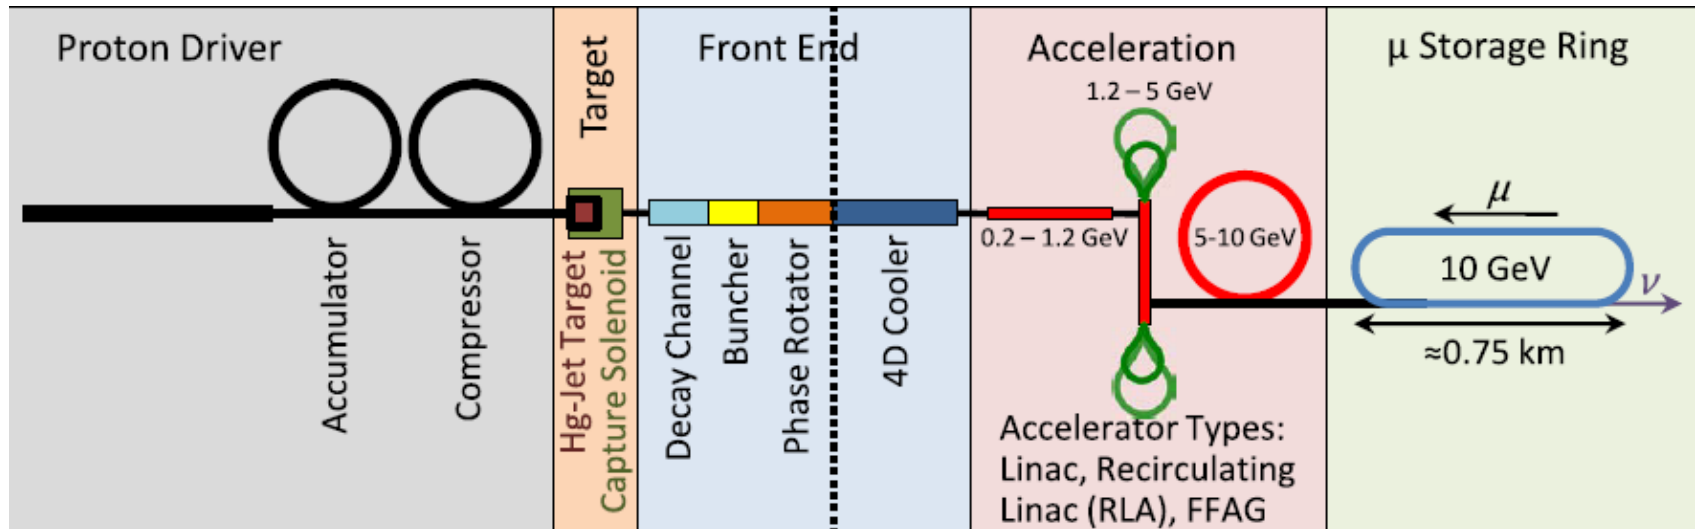 Proton Driver
Accumulator
Compressor
Target
Hg-Jet Target
Capture Solenoid
Front End
Decay Channel
Buncher
Phase Rotator
4D Cooler
Acceleration
1.2 – 5 GeV
0.2 – 1.2 GeV
5-10 GeV
Accelerator Types:
Linac, Recirculating
Linac (RLA), FFAG
μ Storage Ring
μ
10 GeV
ν
≈0.75 km